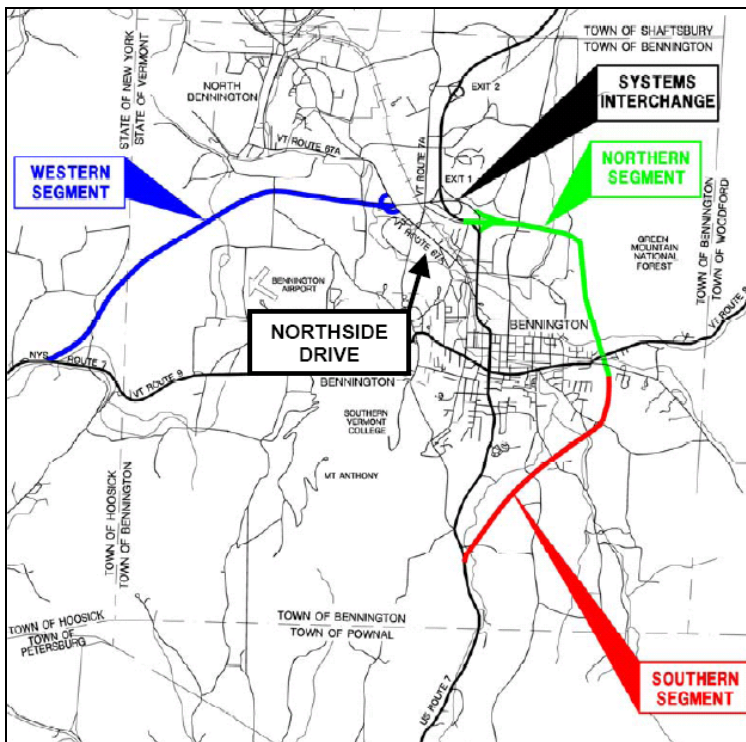 TOWN OF SHAFTSBURY
TOWN OF BENNINGTON
STATE OF NEW YORK
STATE OF VERMONT
NORTH
BENNINGTON
EXIT 2
SYSTEMS
INTERCHANGE
VT ROUTE 67A
VT ROUTE 7A
WESTERN
SEGMENT
EXIT 1
NORTHERN
SEGMENT
VT ROUTE 67A
TOWN OF BENNINGTON
TOWN OF WOODFORD
GREEN
MOUNTAIN
NATIONAL
FOREST
BENNINGTON
AIRPORT
NORTHSIDE
DRIVE
BENNINGTON
VT ROUTE 9
NYS ROUTE 7
VT ROUTE 9
BENNINGTON
SOUTHERN
VERMONT
COLLEGE
MT ANTHONY
TOWN OF HOOSICK
TOWN OF BENNINGTON
TOWN OF HOOSICK
TOWN OF
PETERSBURG
TOWN OF BENNINGTON
TOWN OF POWNAL
US ROUTE 7
SOUTHERN
SEGMENT